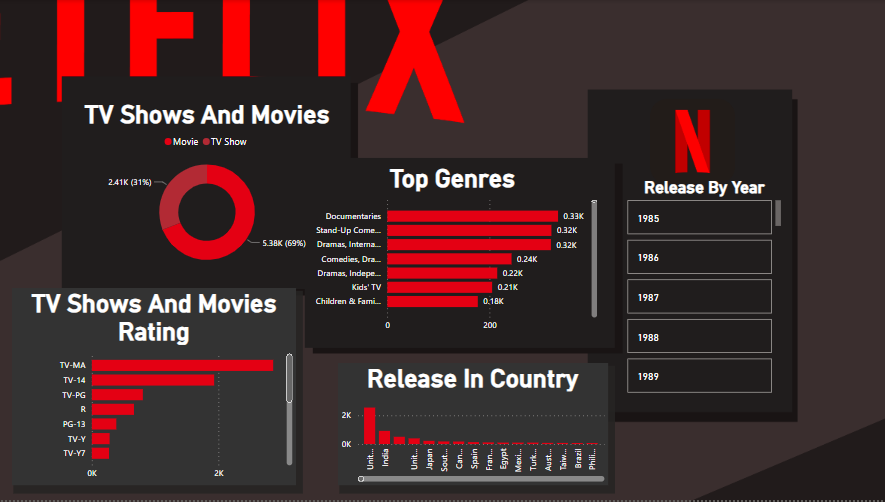 FLIX
TV Shows And Movies
Movie TV Show
2.41K (31%)
5.38K (69%)
Top Genres
Documentaries 0.33K
Stand-Up Come... 0.32K
Dramas, Interna... 0.32K
Comedies, Dra... 0.24K
Dramas, Indepe... 0.22K
Kids' TV 0.21K
Children & Fami... 0.18K
0 200
N
Release By Year
1985
1986
1987
1988
1989
TV Shows And Movies
Rating
TV-MA
TV-14
TV-PG
R
PG-13
TV-Y
TV-Y7
0K 2K
Release In Country
2K
0K
Unit...
India
Unit...
Japan
Sout...
Can...
Spain
Fran...
Egypt
Mexi...
Turk...
Aust...
Taiw...
Brazil
Phili...